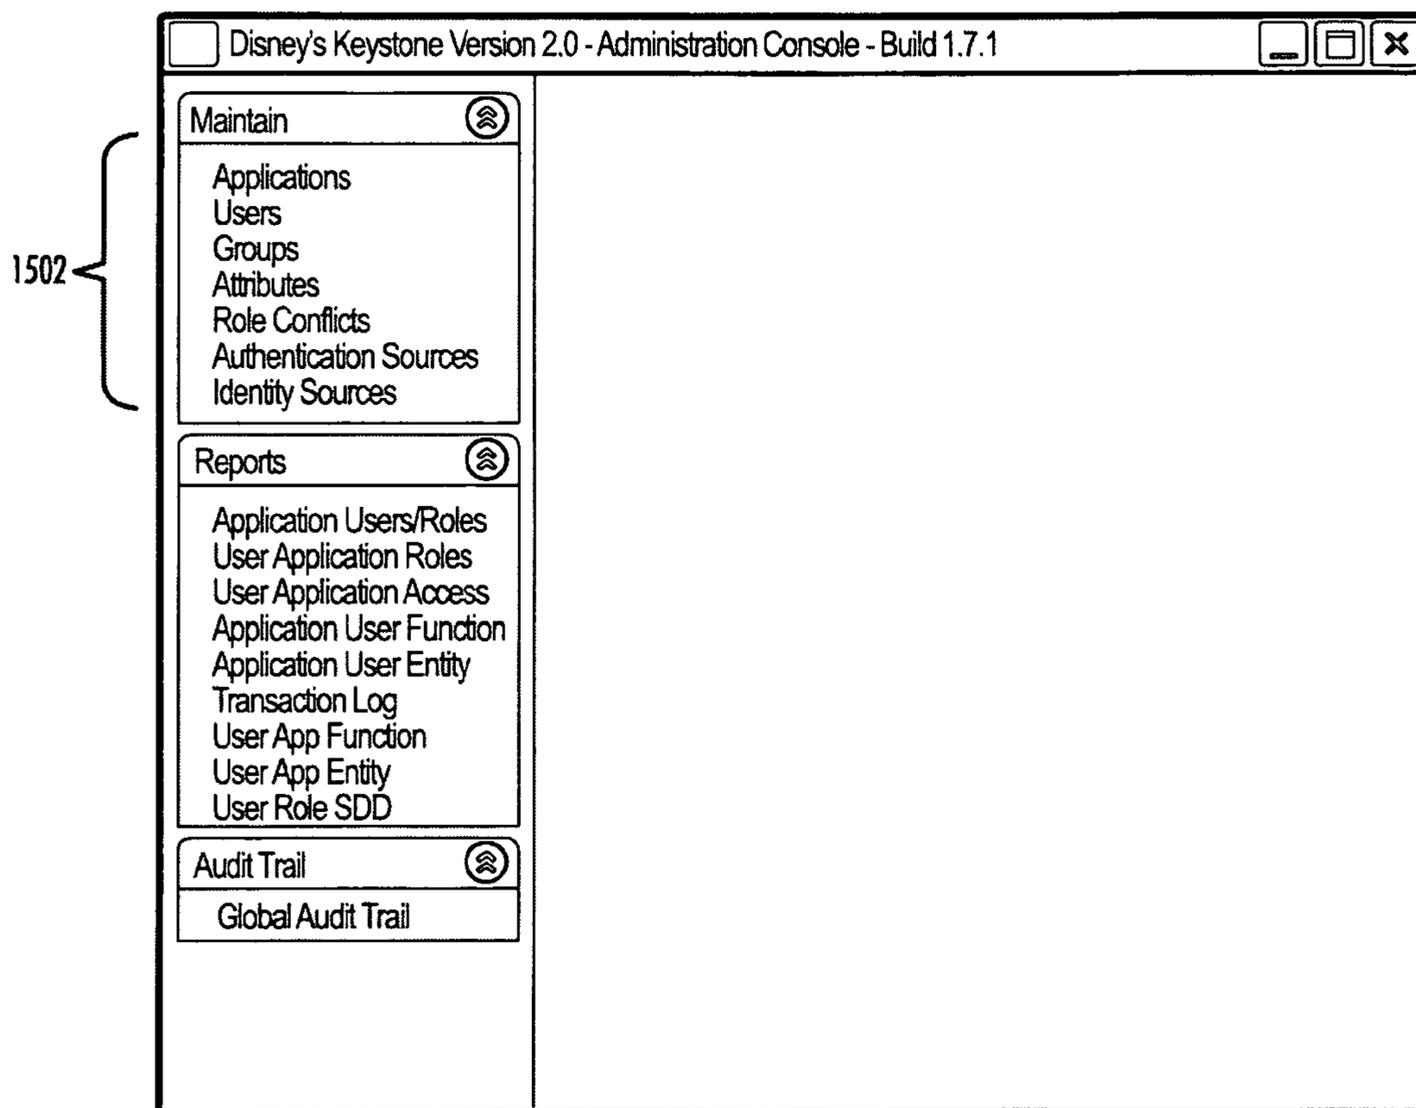 Disney's Keystone Version 2.0 - Administration Console - Build 1.7.1
Maintain
Applications
Users
Groups
Attributes
Role Conflicts
Authentication Sources
Identity Sources
1502
Reports
Application Users/Roles
User Application Roles
User Application Access
Application User Function
Application User Entity
Transaction Log
User App Function
User App Entity
User Role SDD
Audit Trail
Global Audit Trail